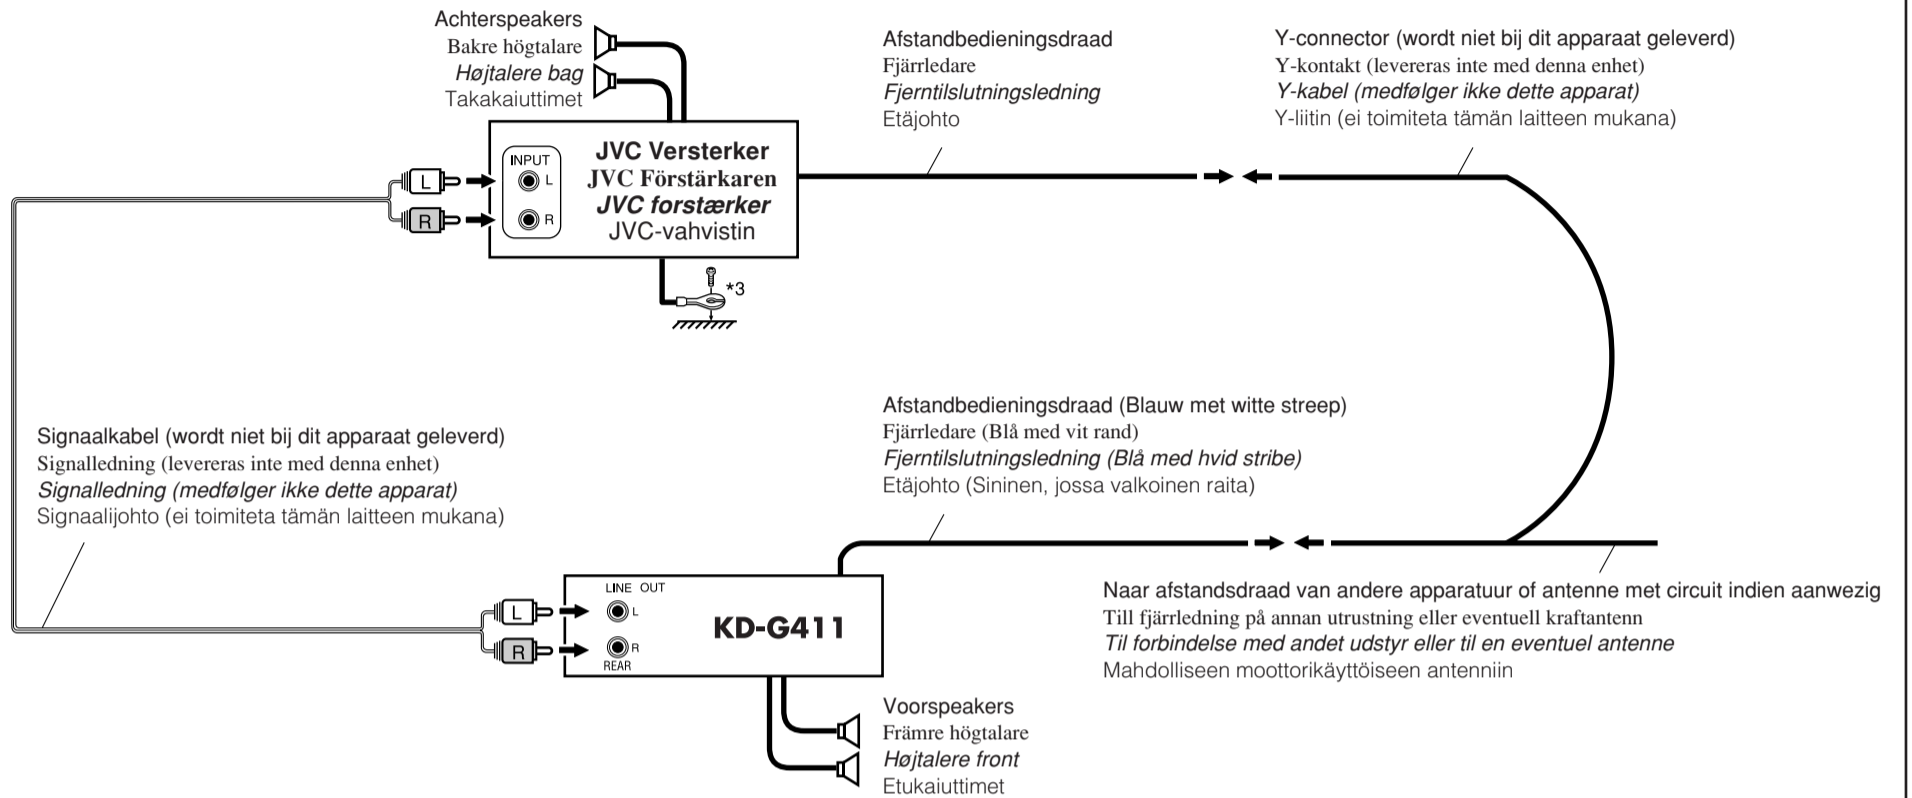 Achterspeakers
Bakre högtalare
Højtalere bag
Takakaiuttimet
Afstandbedieningsdraad
Fjärrledare
Fjerntilslutningsledning
Etäjohto
Y-connector (wordt niet bij dit apparaat geleverd)
Y-kontakt (levereras inte med denna enhet)
Y-kabel (medfølger ikke dette apparat)
Y-liitin (ei toimiteta tämän laitteen mukana)
L
R
INPUT
L
R
JVC Versterker
JVC Förstärkaren
JVC forstærker
JVC-vahvistin
*3
Signaalkabel (wordt niet bij dit apparaat geleverd)
Signalledning (levereras inte med denna enhet)
Signalledning (medfølger ikke dette apparat)
Signaalijohto (ei toimiteta tämän laitteen mukana)
Afstandbedieningsdraad (Blauw met witte streep)
Fjärrledare (Blå med vit rand)
Fjerntilslutningsledning (Blå med hvid stribe)
Etäjohto (Sininen, jossa valkoinen raita)
L
R
LINE OUT
L
R
REAR
KD-G411
Naar afstandsdraad van andere apparatuur of antenne met circuit indien aanwezig
Till fjärrledning på annan utrustning eller eventuell kraftantenn
Til forbindelse med andet udstyr eller til en eventuel antenne
Mahdolliseen moottorikäyttöiseen antenniin
Voorspeakers
Främre högtalare
Højtalere front
Etukaiuttimet